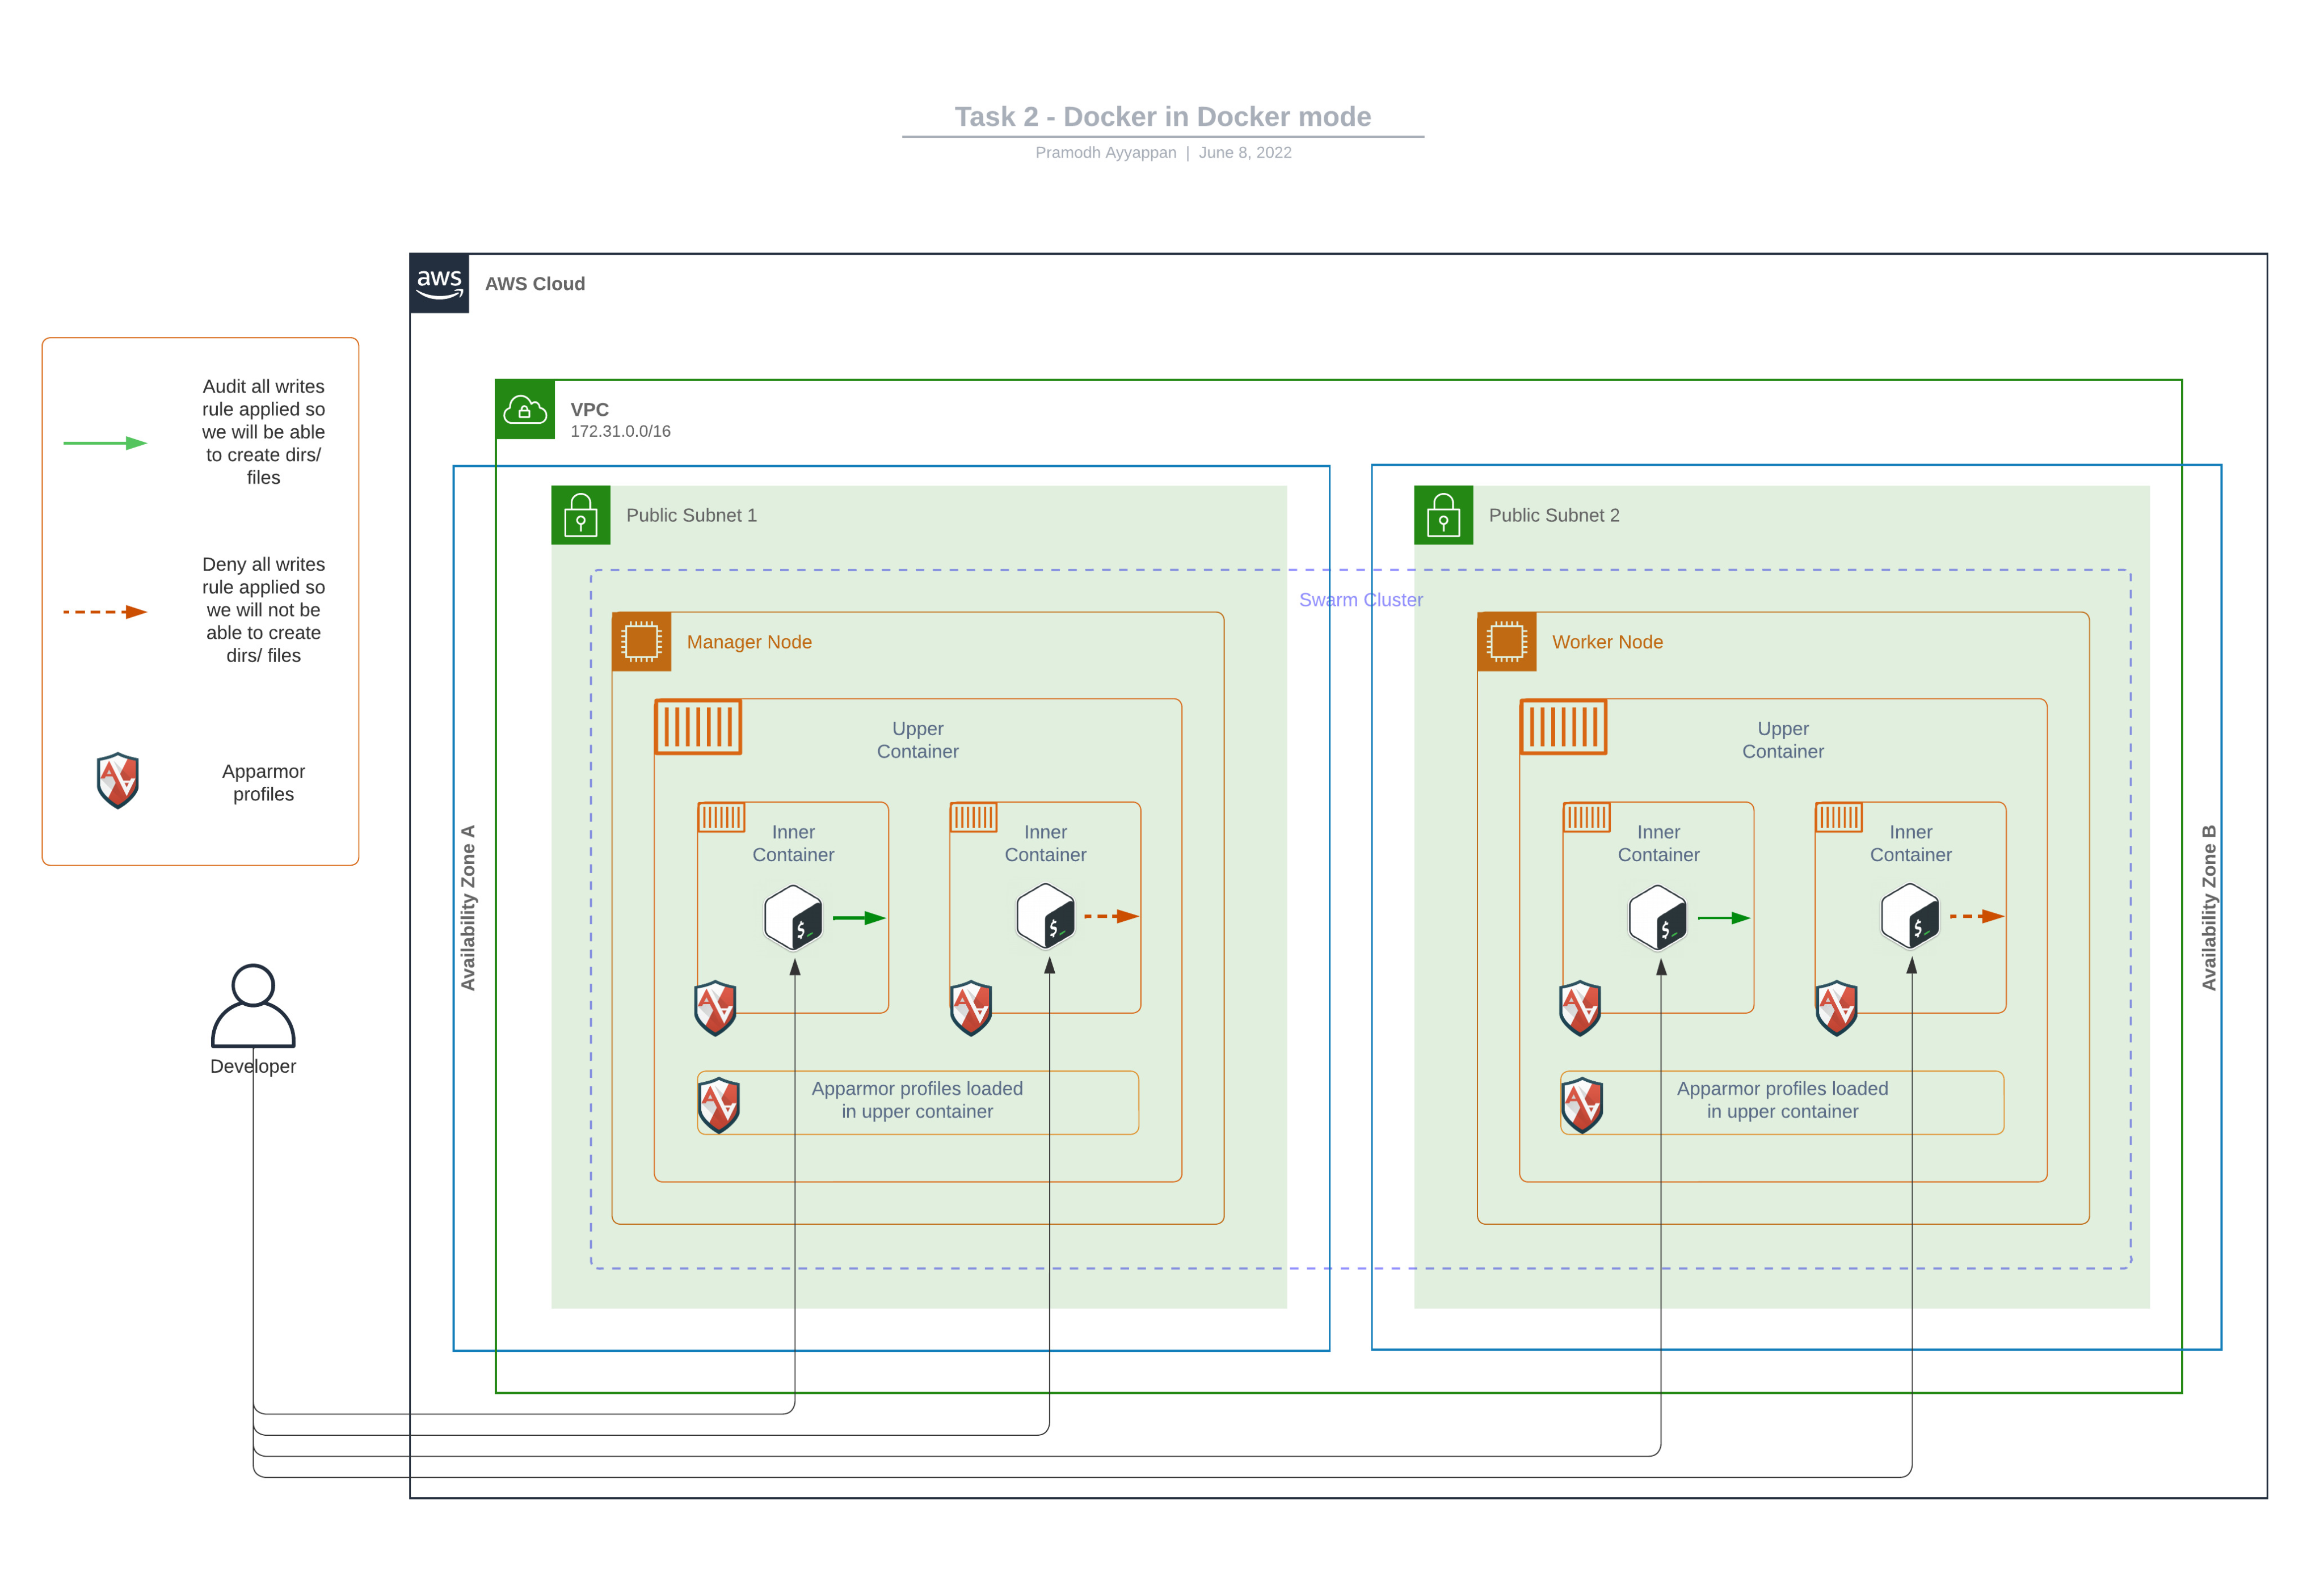 Task 2 - Docker in Docker mode
Pramodh Ayyappan | June 8, 2022
aws
AWS Cloud
Audit all writes
rule applied so
we will be able
to create dirs/
files
Deny all writes
rule applied so
we will not be
able to create
dirs/ files
Apparmor
profiles
Developer
VPC
172.31.0.0/16
Availability Zone A
Public Subnet 1
Swarm Cluster
Manager Node
Upper
Container
Inner
Container
$
Inner
Container
$
Apparmor profiles loaded
in upper container
Public Subnet 2
Worker Node
Upper
Container
Inner
Container
$
Inner
Container
$
Apparmor profiles loaded
in upper container
Availability Zone B